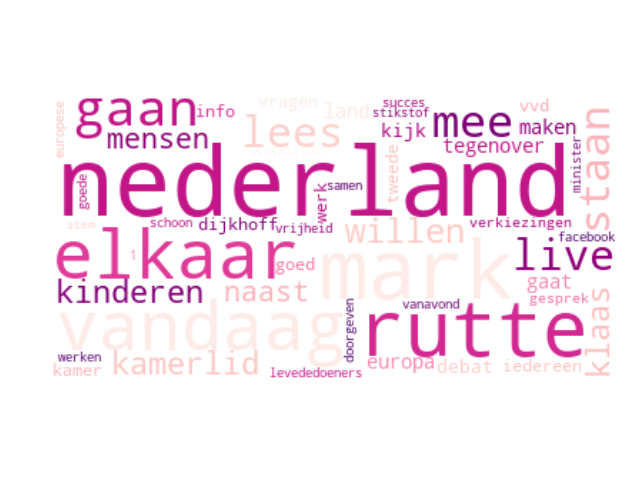 gaan info vragen land succes stikstof vvd
mensen lees kijk mee maken
europese tegenover staan
nederland
goede werk samen tweede minister
stem schoon dijkhoff vrijheid willen verkiezingen
elkaar 1 goed mark live facebook
kinderen naast gaat gesprek
vandaag doorgeven vanavond rutte klaas
werken kamer kamerlid europa debat iedereen
levededoeners